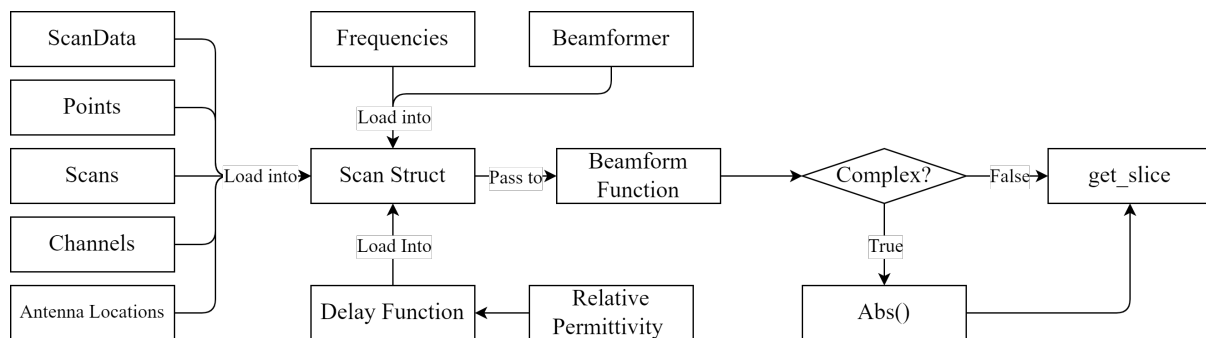 ScanData
Points
Scans
Channels
Antenna Locations
Load into
Frequencies
Beamformer
Load into
Scan Struct
Load Into
Delay Function
Relative
Permittivity
Pass to
Beamform
Function
Complex?
False
get_slice
True
Abs()